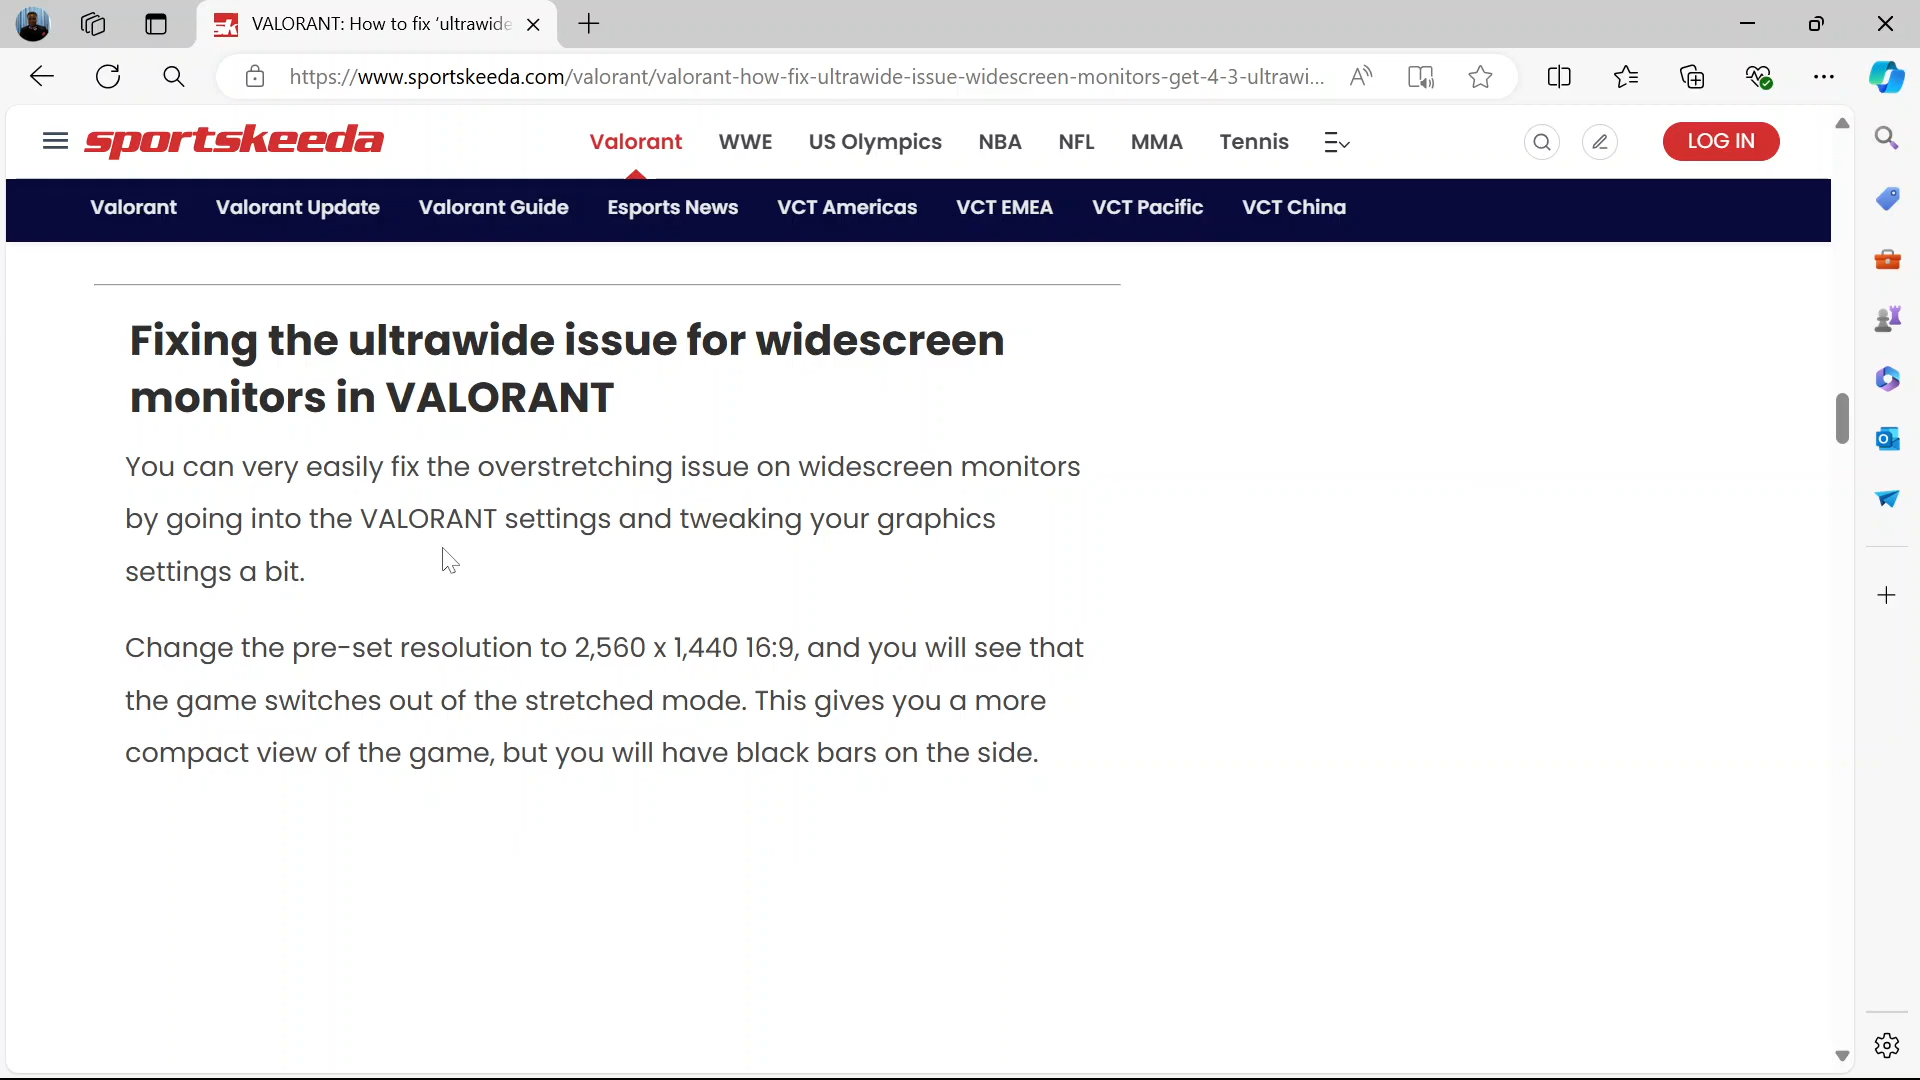 VALORANT: How to fix ‘ultrawide
https://www.sportskeeda.com/valorant/valorant-how-fix-ultrawide-issue-widescreen-monitors-get-4-3-ultrawi...
sportskeeda
Valorant WWE US Olympics NBA NFL MMA Tennis
LOG IN
Valorant Valorant Update Valorant Guide Esports News VCT Americas VCT EMEA VCT Pacific VCT China
Fixing the ultrawide issue for widescreen
monitors in VALORANT
You can very easily fix the overstretching issue on widescreen monitors
by going into the VALORANT settings and tweaking your graphics
settings a bit.
Change the pre-set resolution to 2,560 x 1,440 16:9, and you will see that
the game switches out of the stretched mode. This gives you a more
compact view of the game, but you will have black bars on the side.